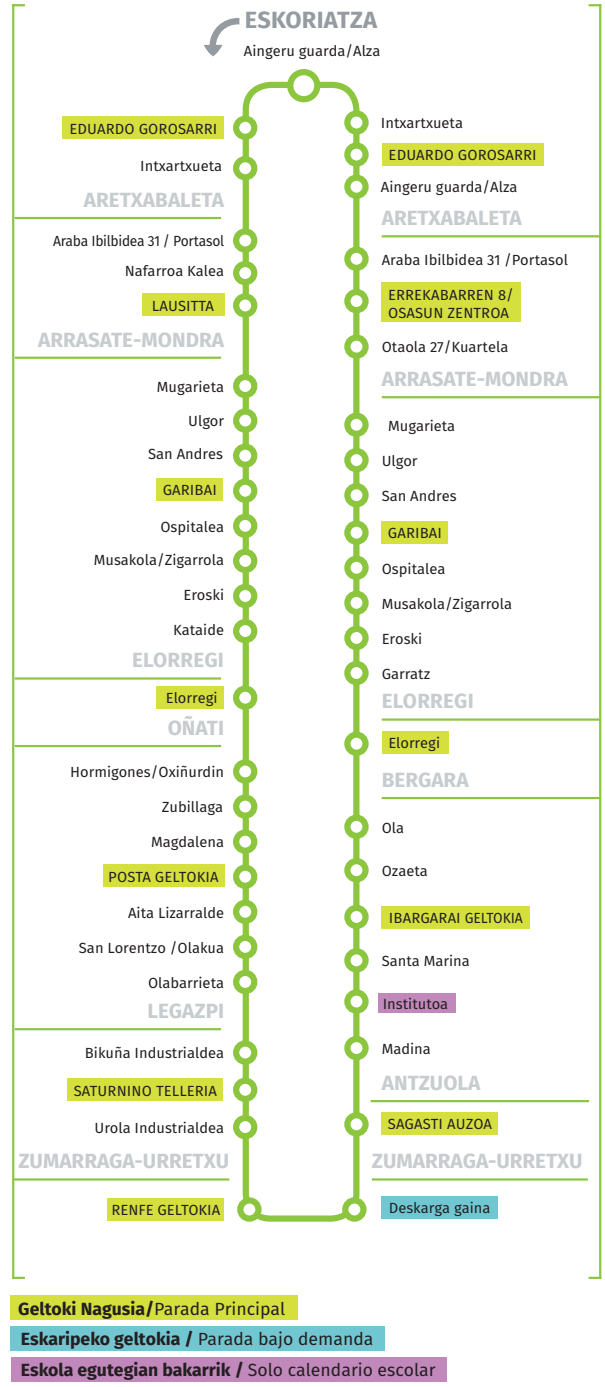 ESKORIATZA
Aingeru guarda/Alza
EDUARDO GOROSARRI
Intxartxueta
ARETXABALETA
Araba Ibilbidea 31 / Portasol
Nafarroa Kalea
LAUSITTA
ARRASATE-MONDRA
Mugarieta
Ulgor
San Andres
GARIBAI
Ospitalea
Musakola/Zigarrola
Eroski
Kataide
ELORREGI
Elorregi
OÑATI
Hormigones/Oxiñurdin
Zubillaga
Magdalena
POSTA GELTOKIA
Aita Lizarralde
San Lorentzo /Olakua
Olabarrieta
LEGAZPI
Bikuña Industrialdea
SATURNINO TELLERIA
Urola Industrialdea
ZUMARRAGA-URRETXU
RENFE GELTOKIA
Intxartxueta
EDUARDO GOROSARRI
Aingeru guarda/Alza
ARETXABALETA
Araba Ibilbidea 31 /Portasol
ERREKABARREN 8/
OSASUN ZENTROA
Otaola 27/Kuartela
ARRASATE-MONDRA
Mugarieta
Ulgor
San Andres
GARIBAI
Ospitalea
Musakola/Zigarrola
Eroski
Garratz
ELORREGI
Elorregi
BERGARA
Ola
Ozaeta
IBARGARAI GELTOKIA
Santa Marina
Institutoa
Madina
ANTZUOLA
SAGASTI AUZOA
ZUMARRAGA-URRETXU
Deskarga gaina
Geltoki Nagusia/Parada Principal
Eskaripeko geltokia / Parada bajo demanda
Eskola egutegian bakarrik / Solo calendario escolar